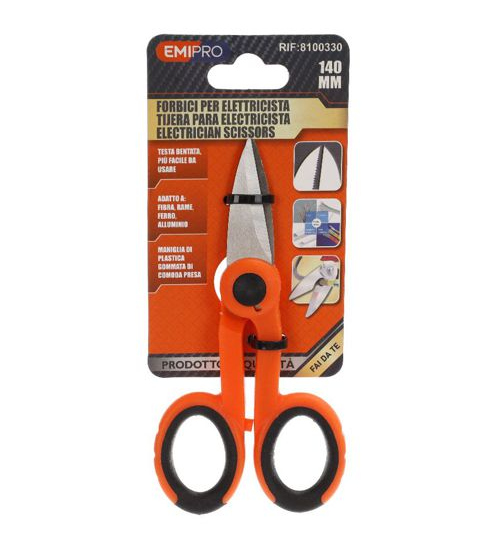 EMIPRO
RIF:8100330
140
MM
FORBICI PER ELETTRICISTA
TIJERA PARA ELECTRICISTA
ELECTRICIAN SCISSORS
TESTA DENTATA,
PIÙ FACILE DA
USARE
ADATTO A:
FIBRA, RAME,
FERRO,
ALLUMINIO
MANIGLIA DI
PLASTICA
GOMMATA DI
COMODA PRESA
FAI DA TE
PRODOTTO